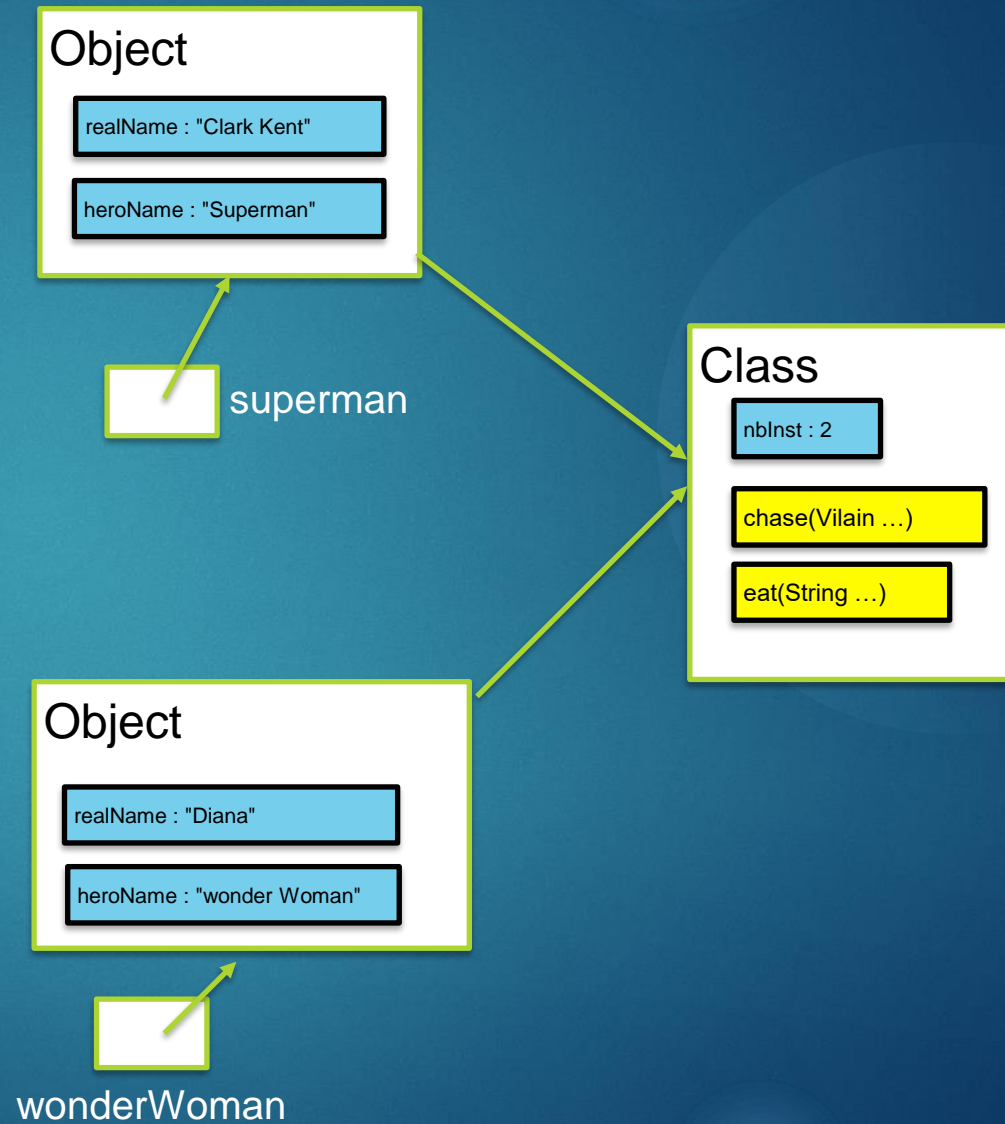 Object
realName : "Clark Kent"
heroName : "Superman"
superman
Class
nbInst : 2
chase(Vilain …)
eat(String …)
Object
realName : "Diana"
heroName : "wonder Woman"
wonderWoman